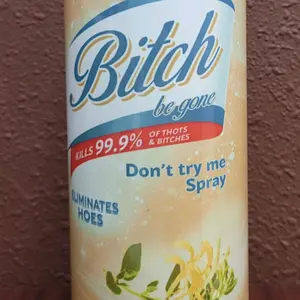 Bitch
be gone
KILLS 99.9% OF THOTS
& BITCHES
Don't try me
Spray
ELIMINATES
HOES